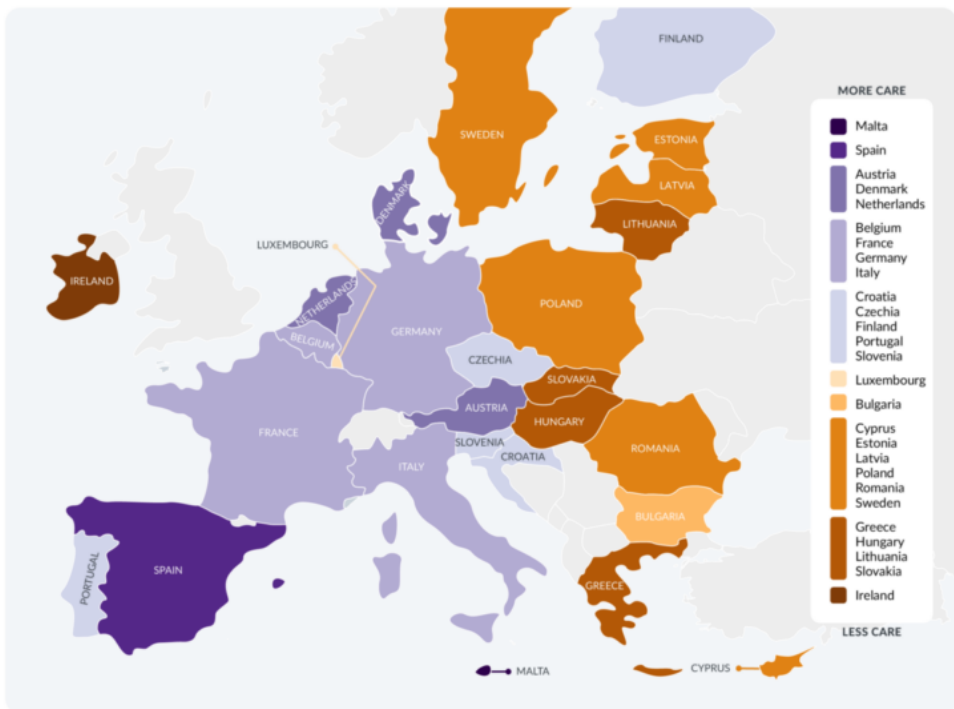 FINLAND
SWEDEN
ESTONIA
LATVIA
LITHUANIA
DENMARK
LUXEMBOURG
IRELAND
NETHERLANDS
BELGIUM
GERMANY
POLAND
CZECHIA
SLOVAKIA
AUSTRIA
HUNGARY
FRANCE
SLOVENIA
CROATIA
ITALY
ROMANIA
BULGARIA
PORTUGAL
SPAIN
GREECE
MALTA
CYPRUS
MORE CARE
Malta
Spain
Austria
Denmark
Netherlands
Belgium
France
Germany
Italy
Croatia
Czechia
Finland
Portugal
Slovenia
Luxembourg
Bulgaria
Cyprus
Estonia
Latvia
Poland
Romania
Sweden
Greece
Hungary
Lithuania
Slovakia
Ireland
LESS CARE